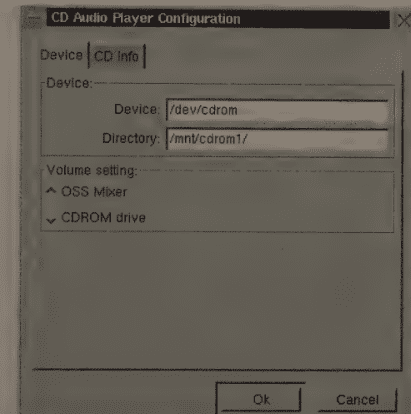 CD Audio Player Configuration
Device CD Info
Device:
Device: /dev/cdrom
Directory: /mnt/cdrom1/
Volume setting:
OSS Mixer
CDROM drive
Ok Cancel